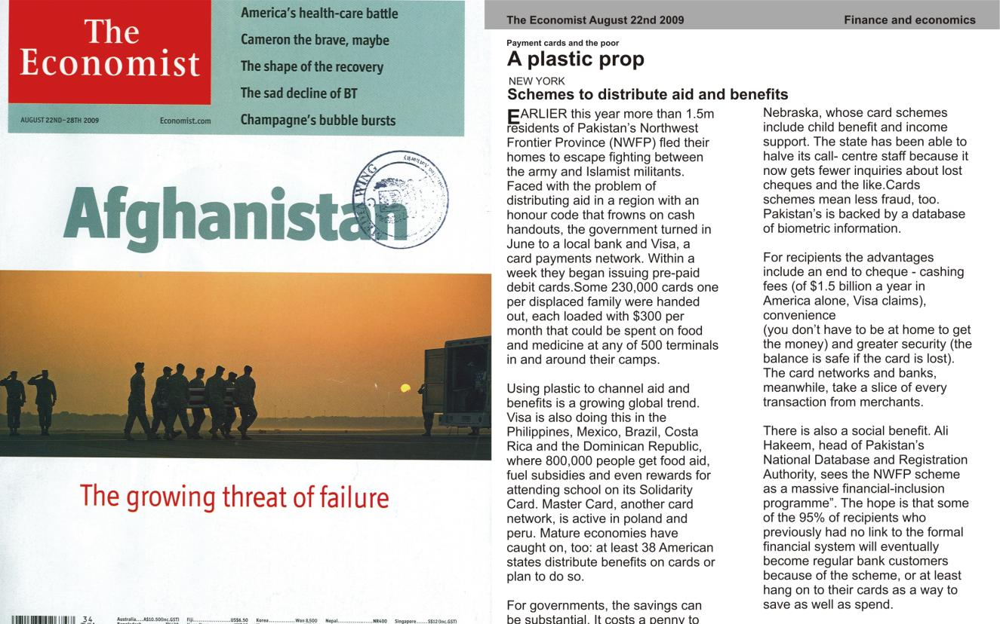 The
Economist
AUGUST 22ND–28TH 2009
Economist.com
America's health-care battle
Cameron the brave, maybe
The shape of the recovery
The sad decline of BT
Champagne's bubble bursts
Afghanistan
WING
The growing threat of failure
34
Australia.....A$10.500(Inc.GST)
Fiji........................US$6.50
Korea..................Won 8,500
Nepal....................NR400
Singapore.....S$12 (Inc.GST)
The Economist August 22nd 2009
Finance and economics
Payment cards and the poor
A plastic prop
NEW YORK
Schemes to distribute aid and benefits
EARLIER this year more than 1.5m
residents of Pakistan's Northwest
Frontier Province (NWFP) fled their
homes to escape fighting between
the army and Islamist militants.
Faced with the problem of
distributing aid in a region with an
honour code that frowns on cash
handouts, the government turned in
June to a local bank and Visa, a
card payments network. Within a
week they began issuing pre-paid
debit cards.Some 230,000 cards one
per displaced family were handed
out, each loaded with $300 per
month that could be spent on food
and medicine at any of 500 terminals
in and around their camps.
Using plastic to channel aid and
benefits is a growing global trend.
Visa is also doing this in the
Philippines, Mexico, Brazil, Costa
Rica and the Dominican Republic,
where 800,000 people get food aid,
fuel subsidies and even rewards for
attending school on its Solidarity
Card. Master Card, another card
network, is active in poland and
peru. Mature economies have
caught on, too: at least 38 American
states distribute benefits on cards or
plan to do so.
For governments, the savings can
be substantial. It costs a penny to
Nebraska, whose card schemes
include child benefit and income
support. The state has been able to
halve its call- centre staff because it
now gets fewer inquiries about lost
cheques and the like.Cards
schemes mean less fraud, too.
Pakistan's is backed by a database
of biometric information.
For recipients the advantages
include an end to cheque - cashing
fees (of $1.5 billion a year in
America alone, Visa claims),
convenience
(you don't have to be at home to get
the money) and greater security (the
balance is safe if the card is lost).
The card networks and banks,
meanwhile, take a slice of every
transaction from merchants.
There is also a social benefit. Ali
Hakeem, head of Pakistan's
National Database and Registration
Authority, sees the NWFP scheme
as a massive financial-inclusion
programme”. The hope is that some
of the 95% of recipients who
previously had no link to the formal
financial system will eventually
become regular bank customers
because of the scheme, or at least
hang on to their cards as a way to
save as well as spend.